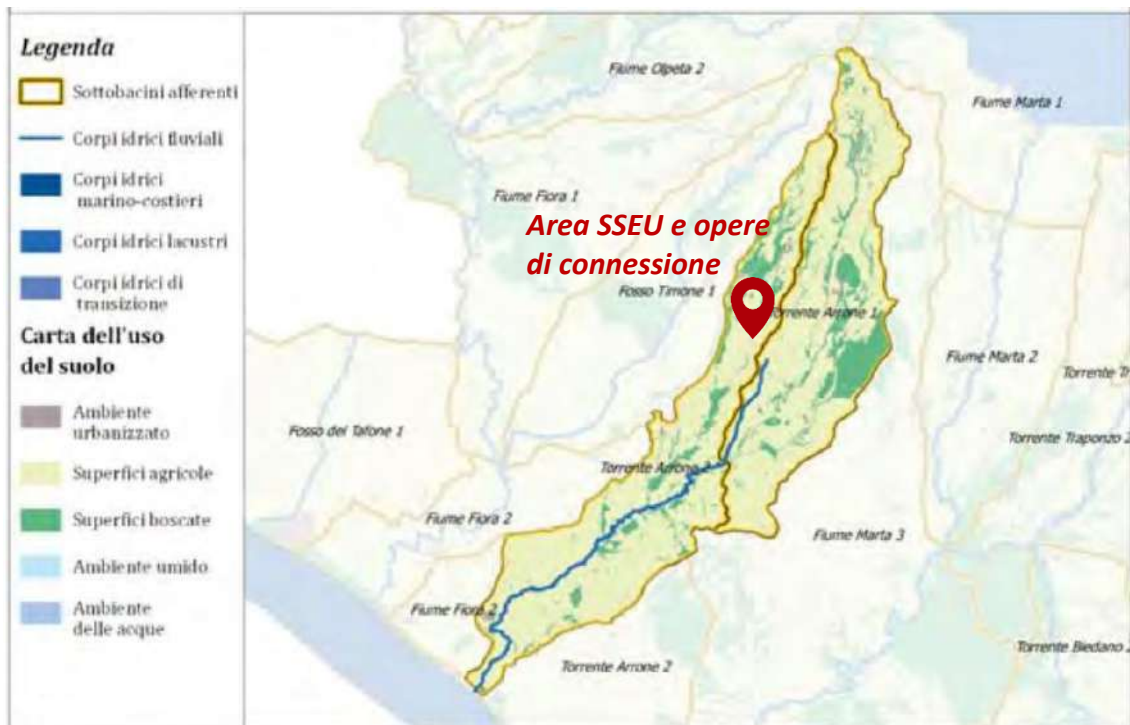 Legenda
Sottobacini afferenti
Corpi idrici fluviali
Corpi idrici
marino-costieri
Corpi idrici lacustri
Corpi idrici di
transizione
Carta dell'uso
del suolo
Ambiente
urbanizzato
Superfici agricole
Superfici boscate
Ambiente umido
Ambiente
delle acque
Fiume Olpeta 2
Fiume Marta 1
Fiume Fiora 1
Area SSEU e opere
di connessione
Fosso Timone 1
Torrente Arrone 1
Fiume Marta 2
Torrente Tr
Fosso del Tafone 1
Torrente Traponzo 2
Torrente Arrone 2
Fiume Fiora 2
Fiume Marta 3
Fiume Fiora 2
Torrente Arrone 2
Torrente Biedano 2